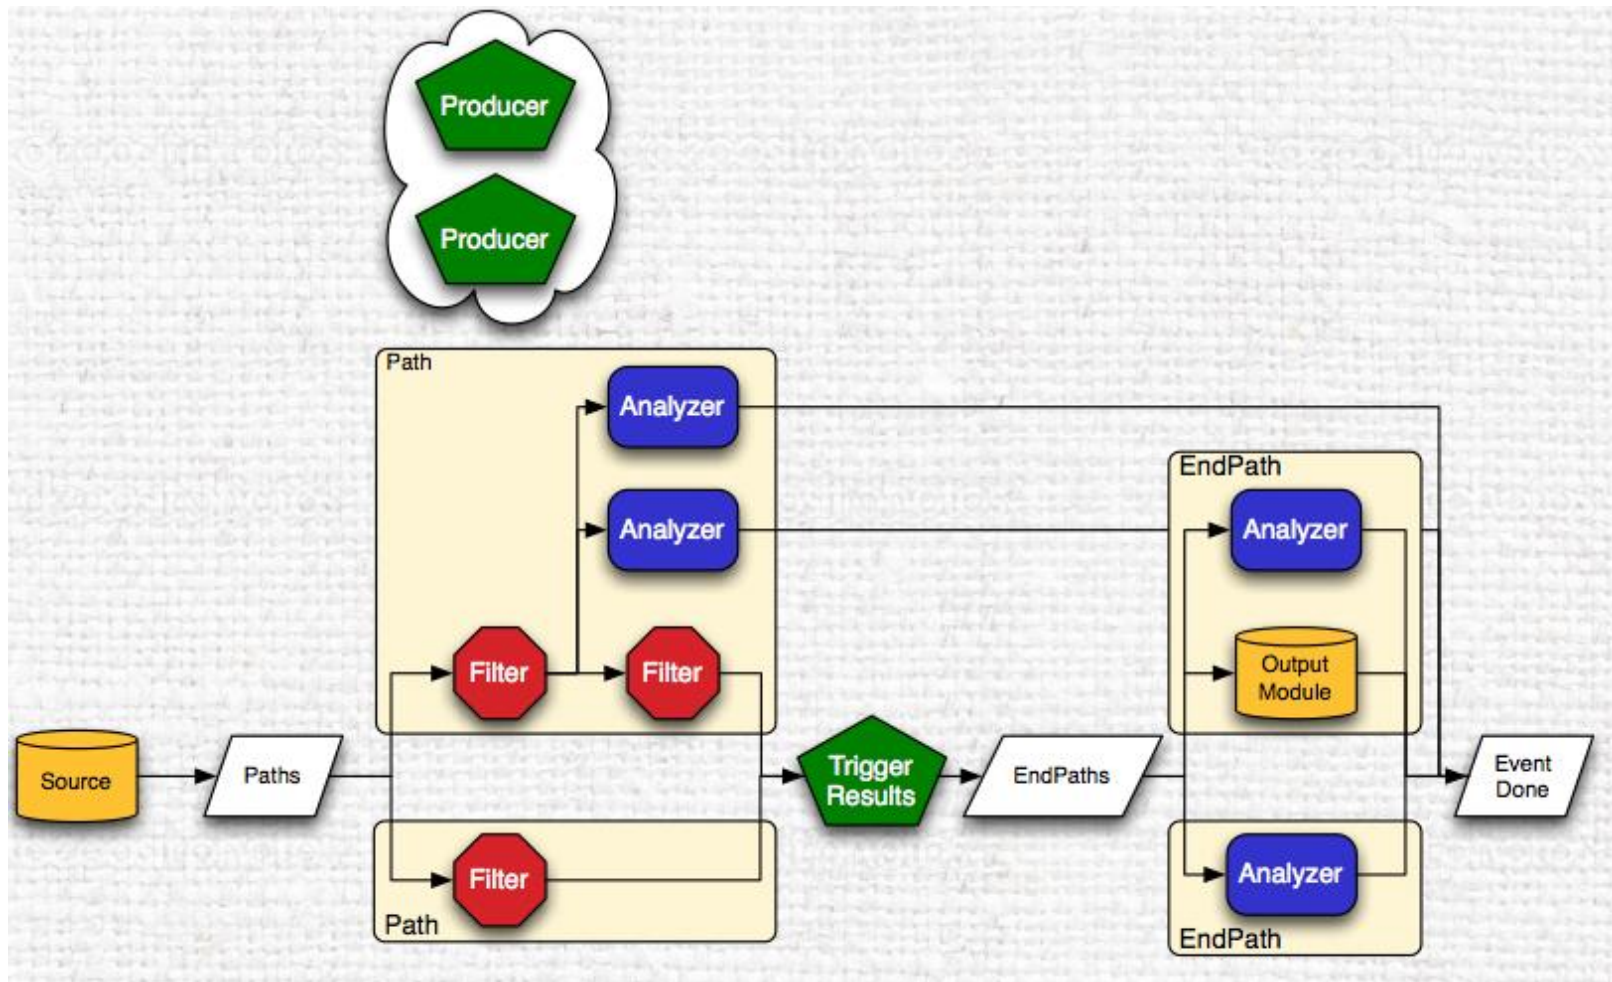 Producer
Producer
Path
Analyzer
Analyzer
Filter
Filter
Source
Paths
Filter
Path
Trigger
Results
EndPaths
EndPath
Analyzer
Output
Module
Analyzer
EndPath
Event
Done